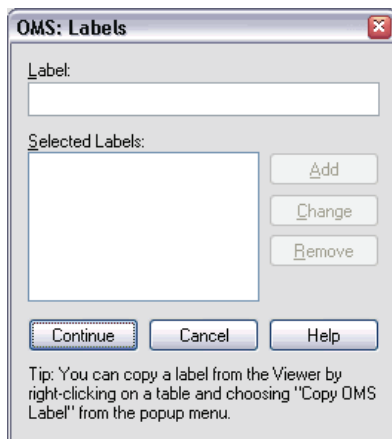 OMS: Labels
Label:
Selected Labels:
Add
Change
Remove
Continue
Cancel
Help
Tip: You can copy a label from the Viewer by
right-clicking on a table and choosing "Copy OMS
Label" from the popup menu.